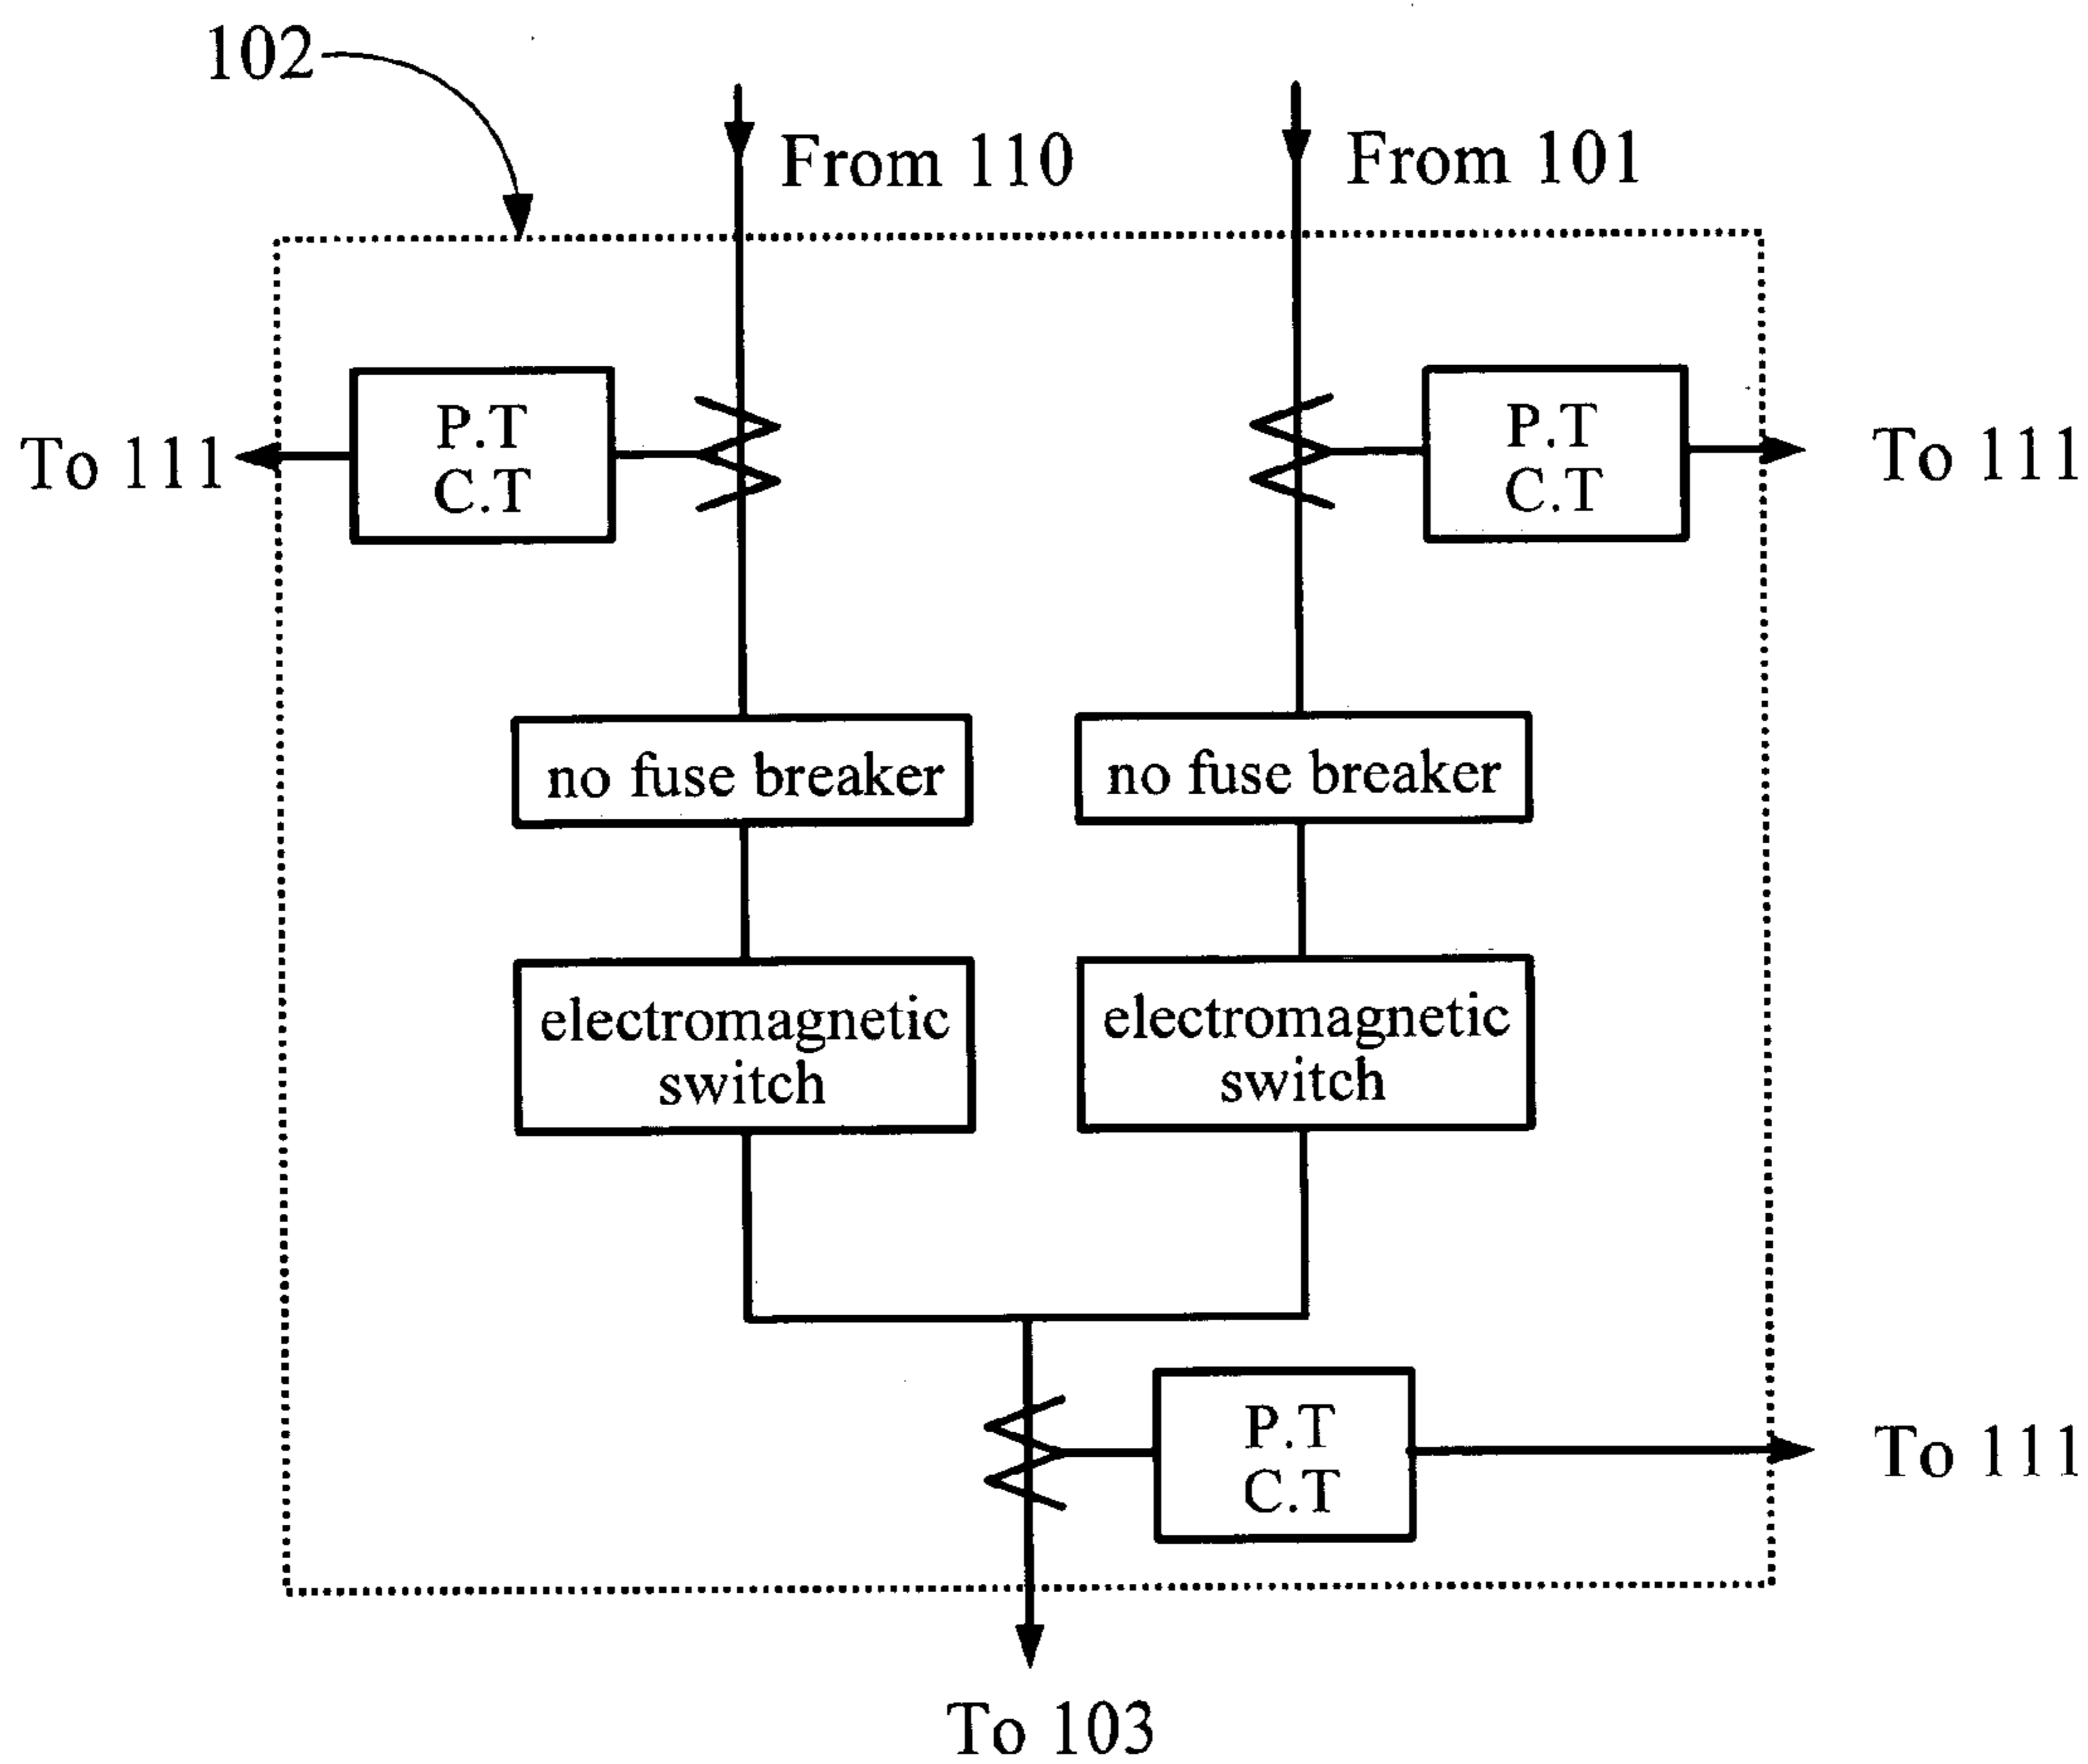 102
From 110
From 101
To 111
P.T
C.T
P.T
C.T
To 111
no fuse breaker
no fuse breaker
electromagnetic
switch
electromagnetic
switch
P.T
C.T
To 111
To 103